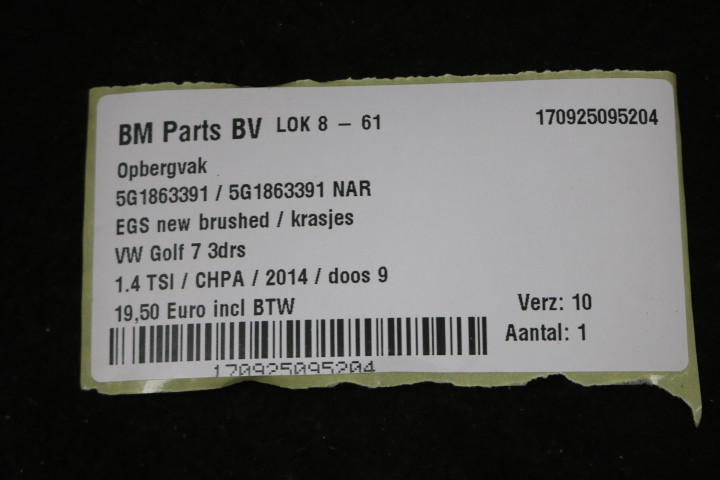 BM Parts BV LOK 8 – 61 170925095204
Opbergvak
5G1863391 / 5G1863391 NAR
EGS new brushed / krasjes
VW Golf 7 3drs
1.4 TSI / CHPA / 2014 / doos 9
19,50 Euro incl BTW
Verz: 10
Aantal: 1
170925095204